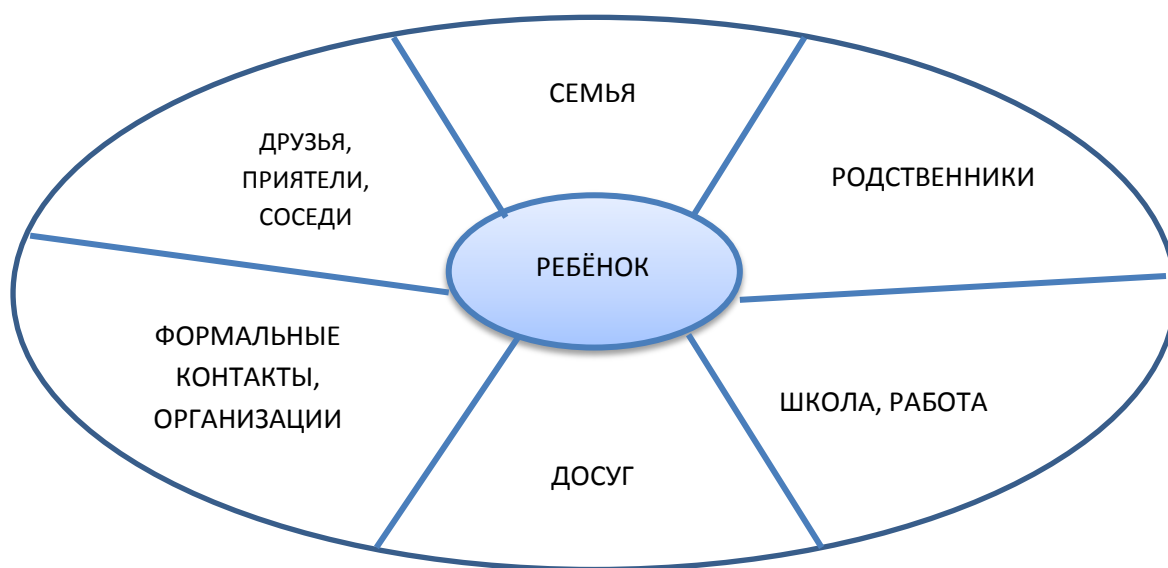 СЕМЬЯ
ДРУЗЬЯ,
ПРИЯТЕЛИ,
СОСЕДИ
РОДСТВЕННИКИ
РЕБЁНОК
ФОРМАЛЬНЫЕ
КОНТАКТЫ,
ОРГАНИЗАЦИИ
ШКОЛА, РАБОТА
ДОСУГ